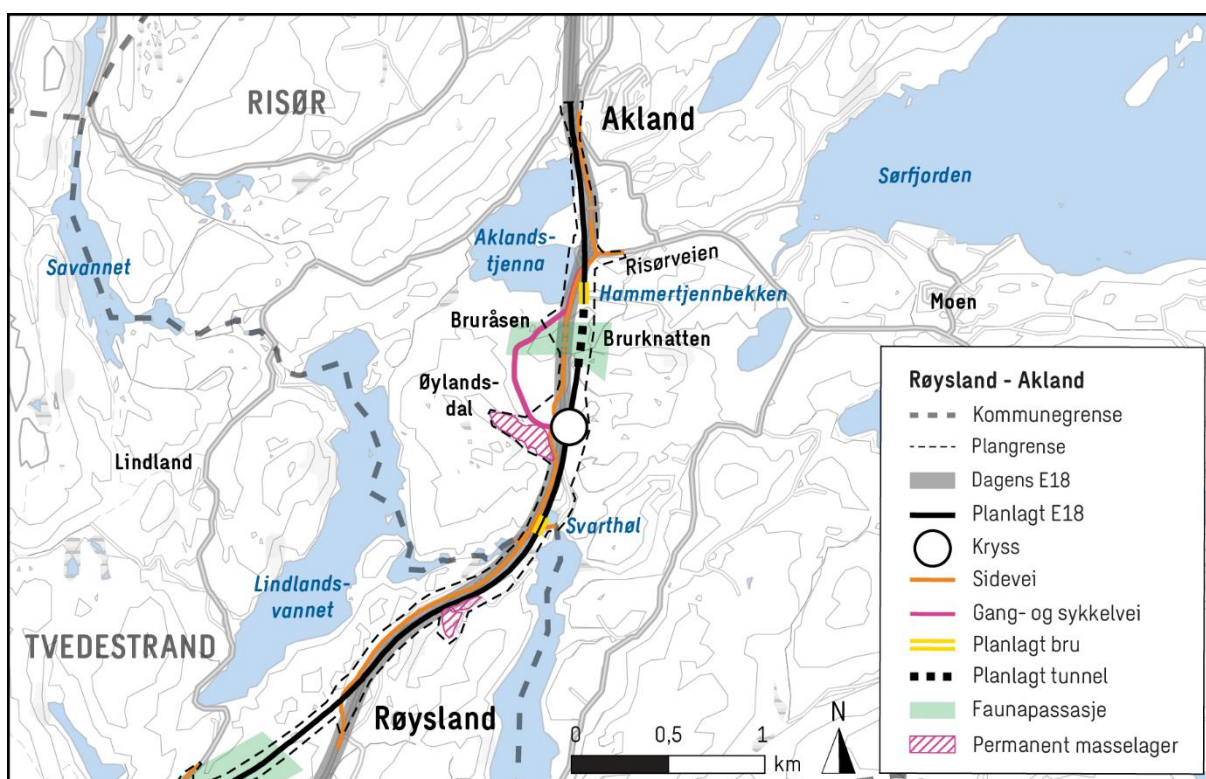 RISØR
Akland
Sørfjorden
Aklands-
tjenna
Savannet
Risørveien
Hammertjennbekken
Moen
Bruråsen
Brurknatten
Øylands-
dal
Lindland
Svarthøl
Lindlands-
vannet
TVEDESTRAND
Røysland
0 0,5 1
km
N
Røysland - Akland
Kommunegrense
Plangrense
Dagens E18
Planlagt E18
Kryss
Sidevei
Gang- og sykkelvei
Planlagt bru
Planlagt tunnel
Faunapassasje
Permanent masselager